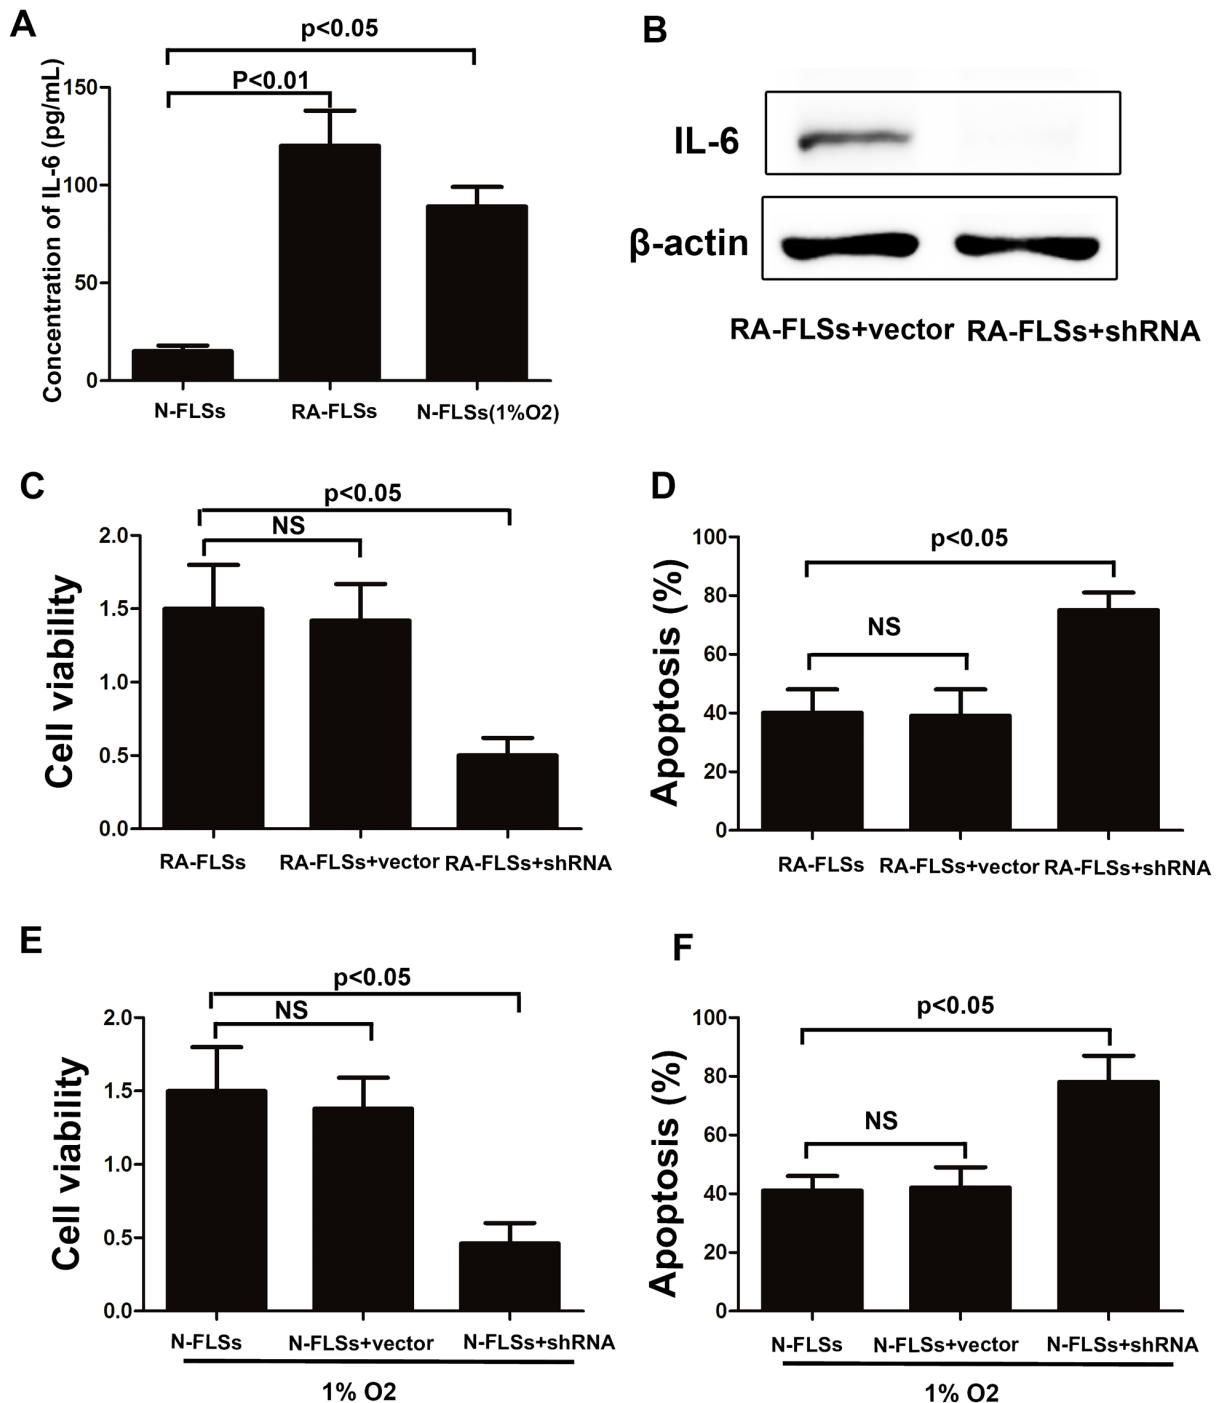 A
p<0.05
P<0.01
Concentration of IL-6 (pg/mL)
150
100
50
0
N-FLSs
RA-FLSs
N-FLSs(1%O2)
B
IL-6
β-actin
RA-FLSs+vector
RA-FLSs+shRNA
C
p<0.05
NS
Cell viability
2.0
1.5
1.0
0.5
0.0
RA-FLSs
RA-FLSs+vector
RA-FLSs+shRNA
D
p<0.05
NS
Apoptosis (%)
100
80
60
40
20
0
RA-FLSs
RA-FLSs+vector
RA-FLSs+shRNA
E
p<0.05
NS
Cell viability
2.0
1.5
1.0
0.5
0.0
N-FLSs
N-FLSs+vector
N-FLSs+shRNA
1% O2
F
p<0.05
NS
Apoptosis (%)
100
80
60
40
20
0
N-FLSs
N-FLSs+vector
N-FLSs+shRNA
1% O2